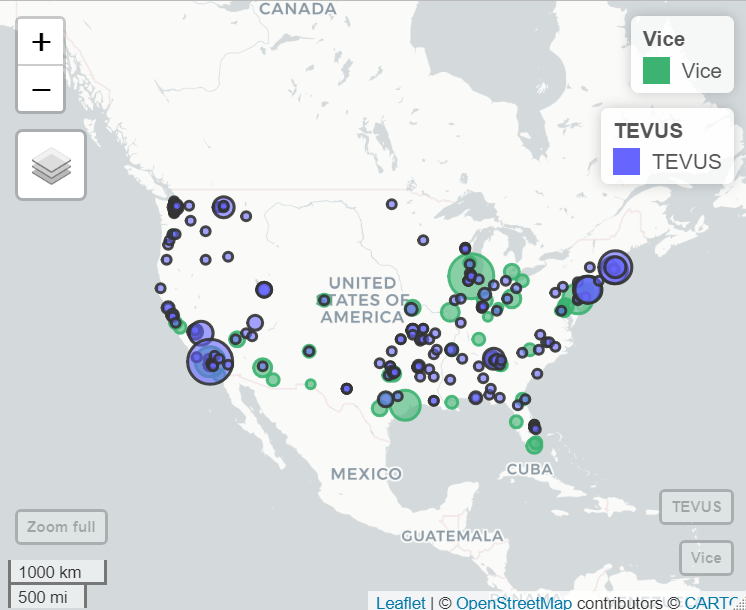 CANADA
+
−
Vice
Vice
TEVUS
TEVUS
UNITED
STATES OF
AMERICA
MEXICO
CUBA
GUATEMALA
TEVUS
Zoom full
Vice
1000 km
500 mi
PANAMA
Leaflet | © OpenStreetMap contributors © CARTO